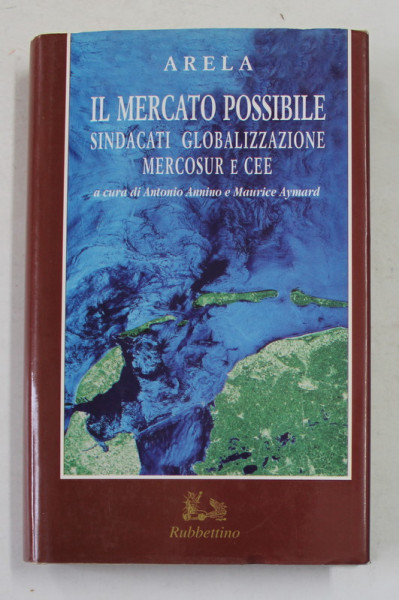 ARELA
IL MERCATO POSSIBILE
SINDACATI GLOBALIZZAZIONE
MERCOSUR E CEE
a cura di Antonio Annino e Maurice Aymard
Rubbettino